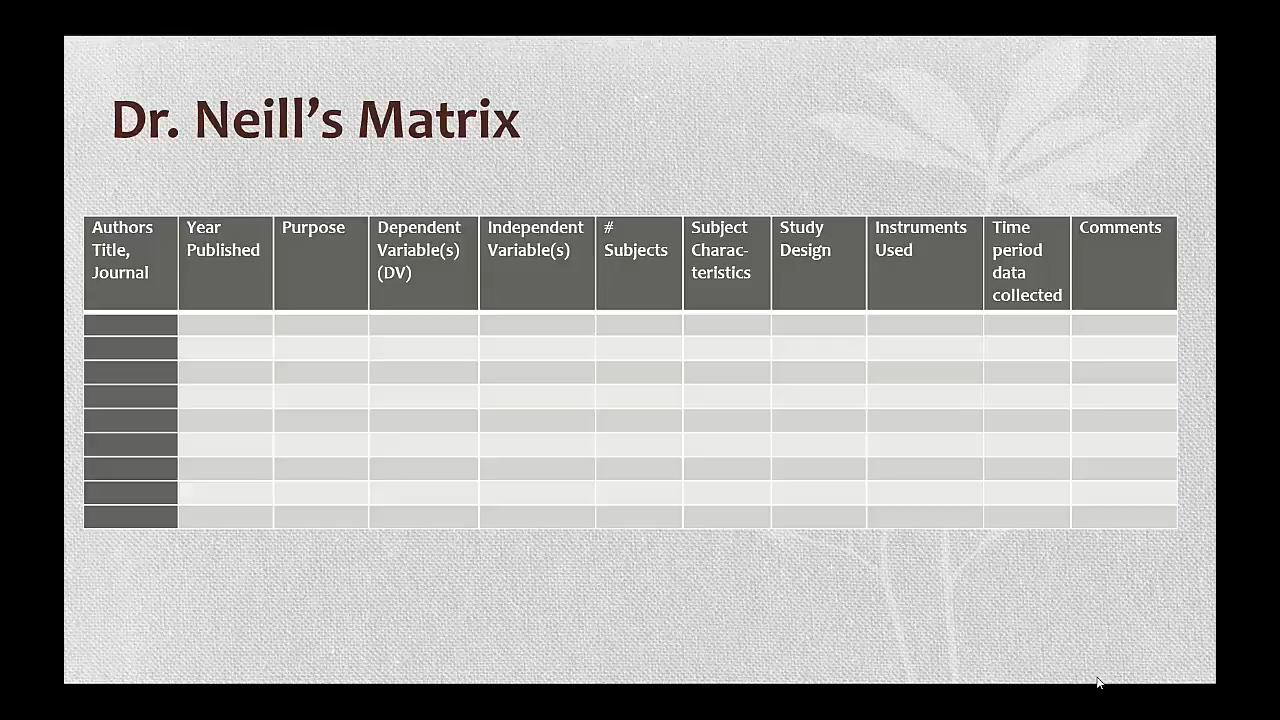 Dr. Neill's Matrix
Authors
Title,
Journal
Year
Published
Purpose
Dependent
Variable(s)
(DV)
Independent
Variable(s)
#
Subjects
Subject
Charac-
teristics
Study
Design
Instruments
Used
Time
period
data
collected
Comments